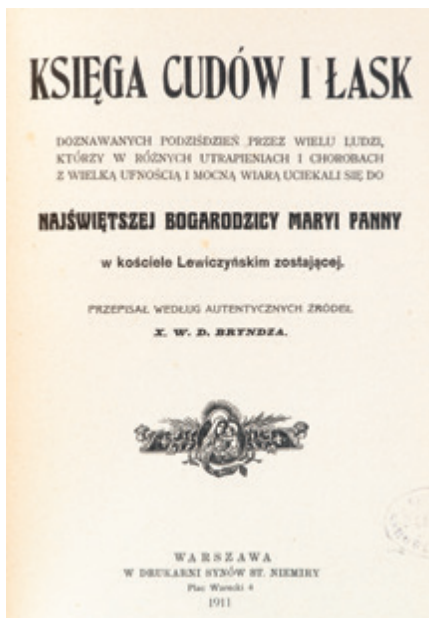 KSIĘGA CUDÓW I ŁASK
DOZNAWANYCH PODZIŚDZIEŃ PRZEZ WIELU LUDZI,
KTÓRZY W RÓŻNYCH UTRAPIENIACH I CHOROBACH
Z WIELKĄ UFNOŚCIĄ I MOCNĄ WIARĄ UCIEKALI SIĘ DO
NAJŚWIĘTSZEJ BOGARODZICY MARYI PANNY
w kościele Lewiczyńskim zostającej.
PRZEPISAŁ WEDŁUG AUTENTYCZNYCH ŹRÓDEŁ
X. W. D. BRYNDZA.
WARSZAWA
W DRUKARNI SYNÓW ST. NIEMIRY
Plac Warecki 4
1911